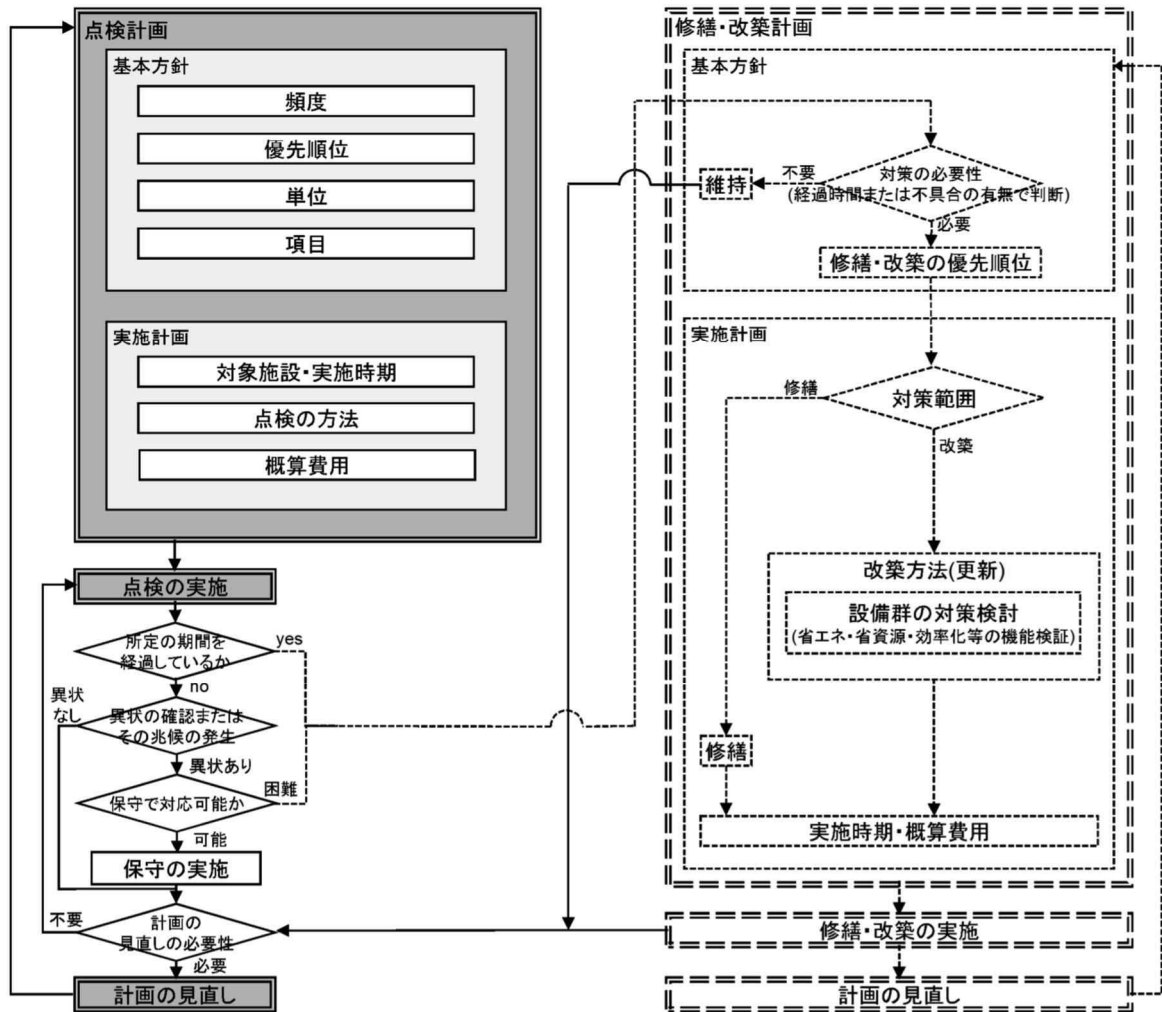 点検計画
基本方針
頻度
優先順位
単位
項目
実施計画
対象施設・実施時期
点検の方法
概算費用
点検の実施
所定の期間を
経過しているか
yes
no
異状
なし
異状の確認または
その兆候の発生
異状あり
困難
保守で対応可能か
可能
保守の実施
不要
計画の
見直しの必要性
必要
計画の見直し
修繕・改築計画
基本方針
対策の必要性
(経過時間または不具合の有無で判断)
不要
維持
必要
修繕・改築の優先順位
実施計画
修繕
対策範囲
改築
改築方法(更新)
設備群の対策検討
(省エネ・省資源・効率化等の機能検証)
修繕
実施時期・概算費用
修繕・改築の実施
計画の見直し